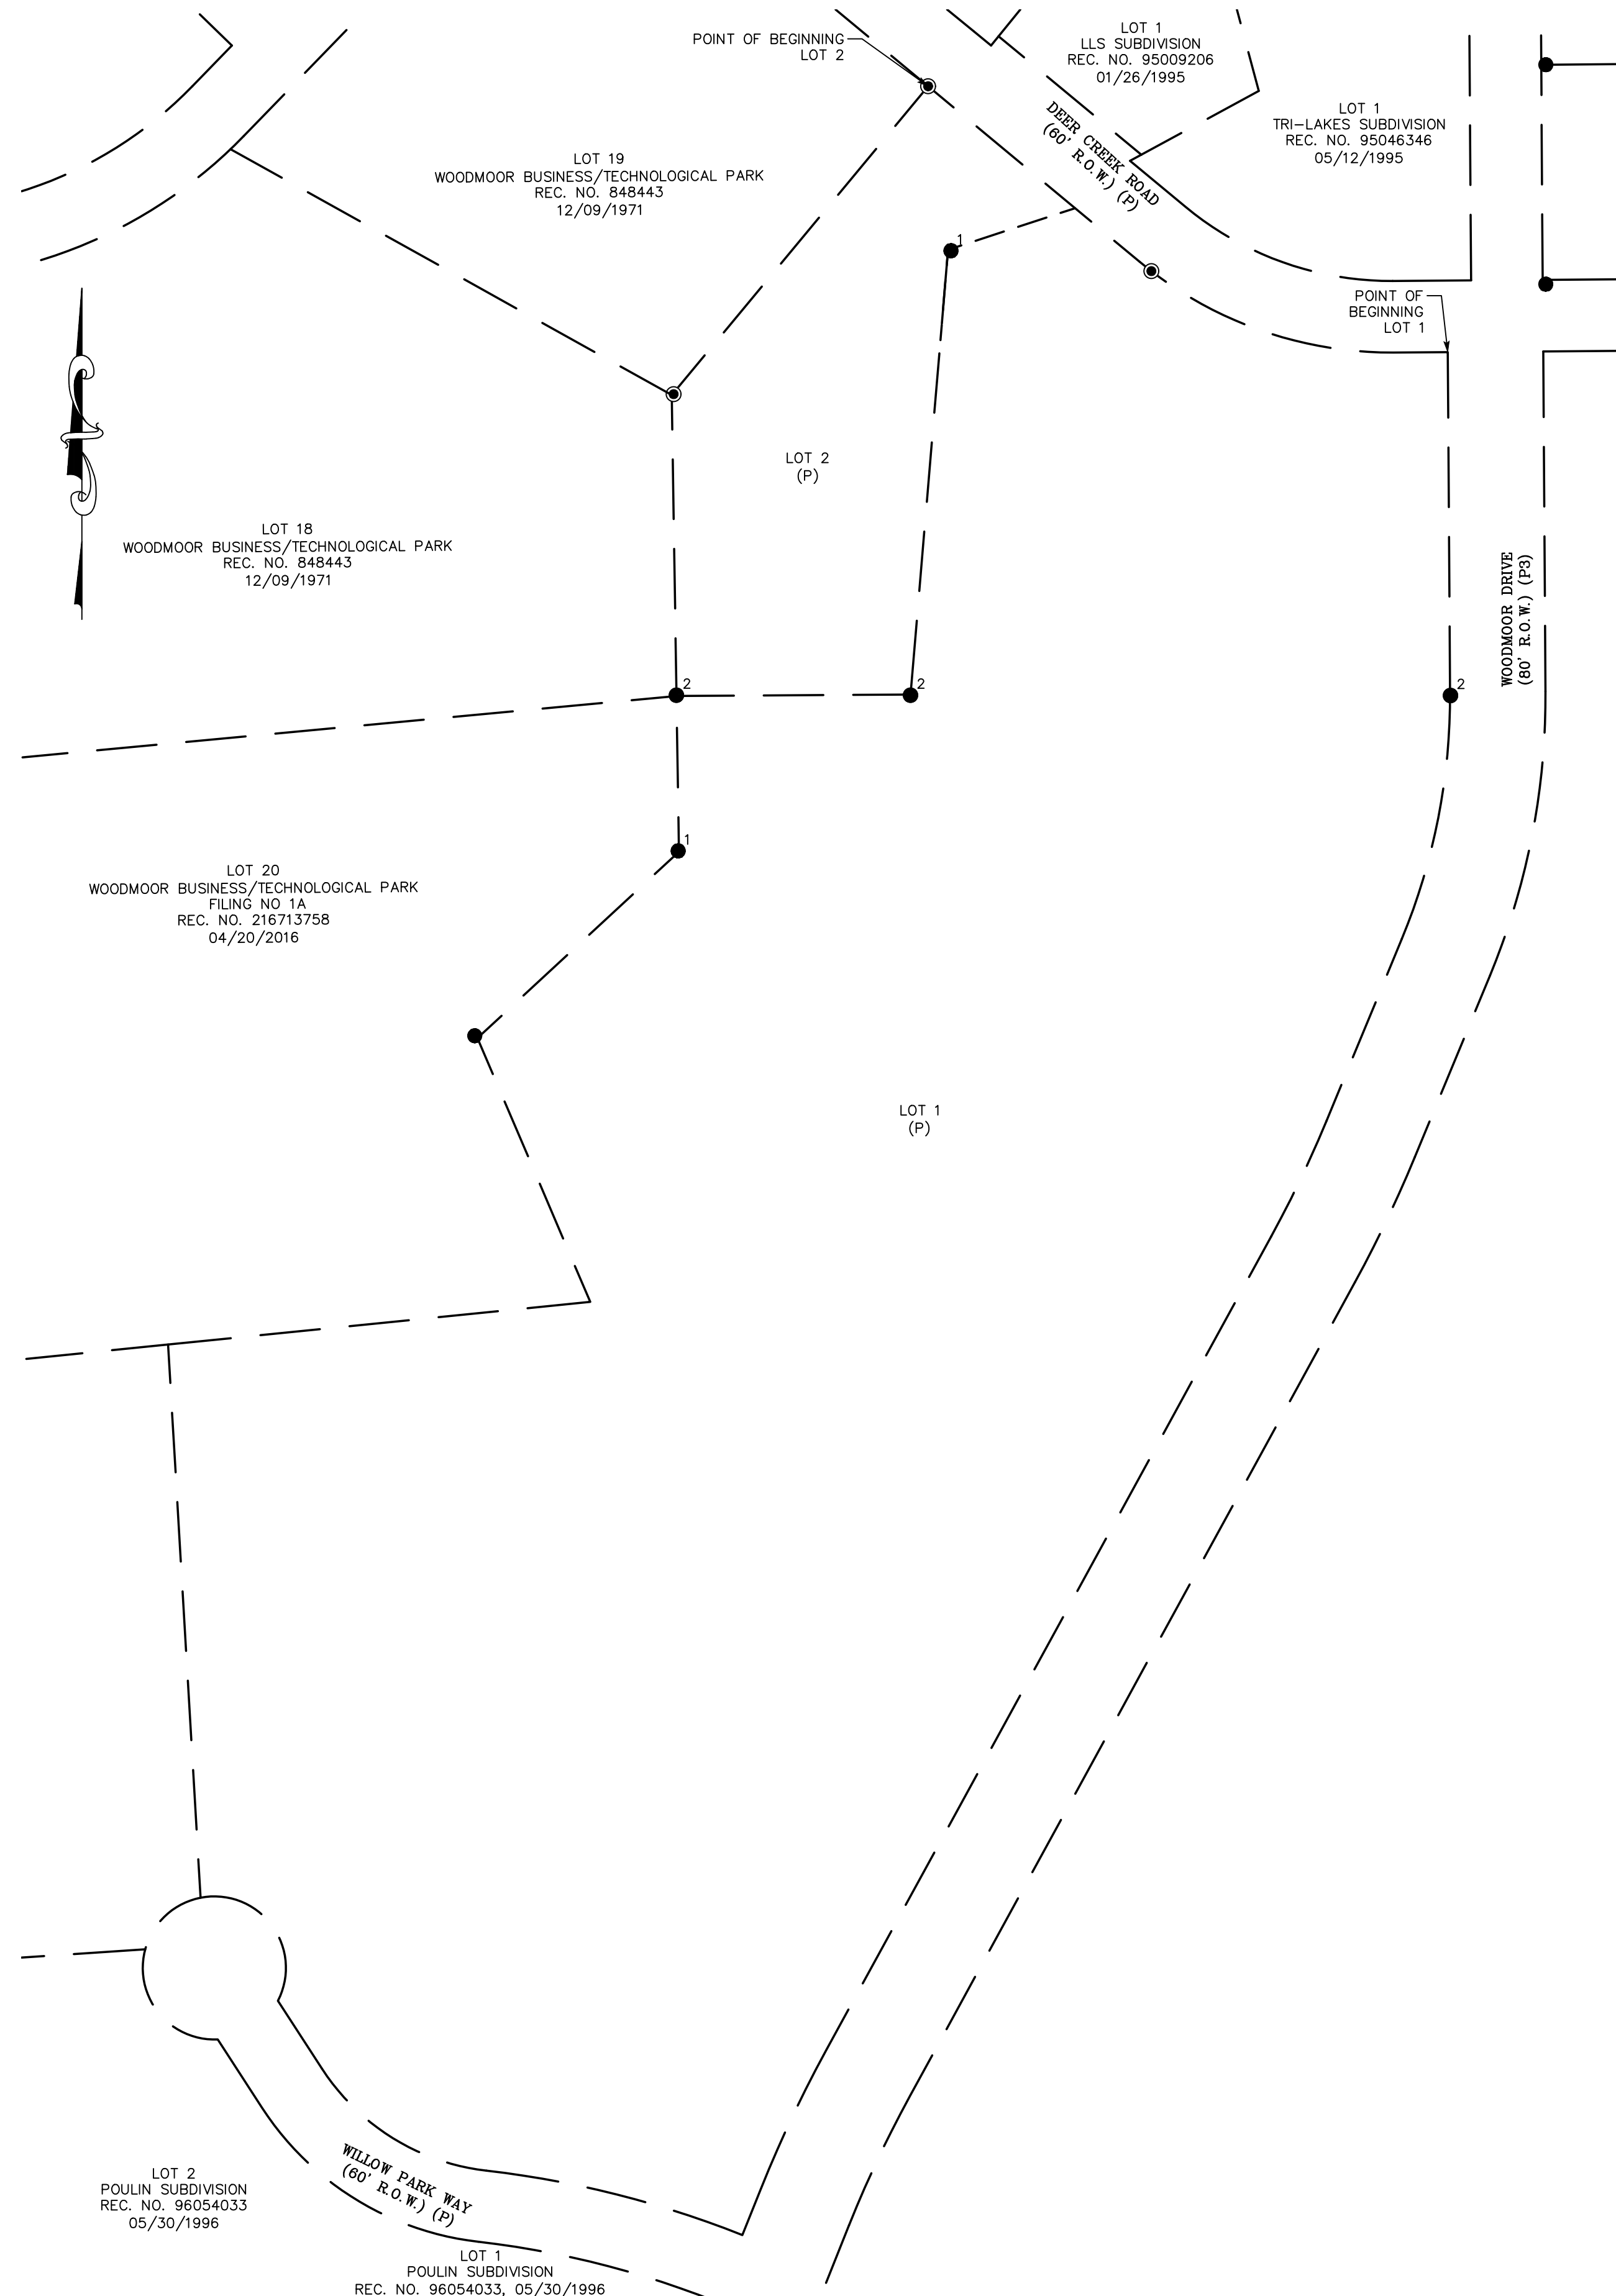 POINT OF BEGINNING
LOT 2
LOT 1
LLS SUBDIVISION
REC. NO. 95009206
01/26/1995
LOT 1
TRI-LAKES SUBDIVISION
REC. NO. 95046346
05/12/1995
DEER CREEK ROAD
(60' R.O.W.) (P)
LOT 19
WOODMOOR BUSINESS/TECHNOLOGICAL PARK
REC. NO. 848443
12/09/1971
1
POINT OF
BEGINNING
LOT 1
LOT 2
(P)
LOT 18
WOODMOOR BUSINESS/TECHNOLOGICAL PARK
REC. NO. 848443
12/09/1971
WOODMOOR DRIVE
(80' R.O.W.) (P3)
2
2
2
1
LOT 20
WOODMOOR BUSINESS/TECHNOLOGICAL PARK
FILING NO 1A
REC. NO. 216713758
04/20/2016
LOT 1
(P)
WILLOW PARK WAY
(60' R.O.W.) (P)
LOT 2
POULIN SUBDIVISION
REC. NO. 96054033
05/30/1996
LOT 1
POULIN SUBDIVISION
REC. NO. 96054033, 05/30/1996